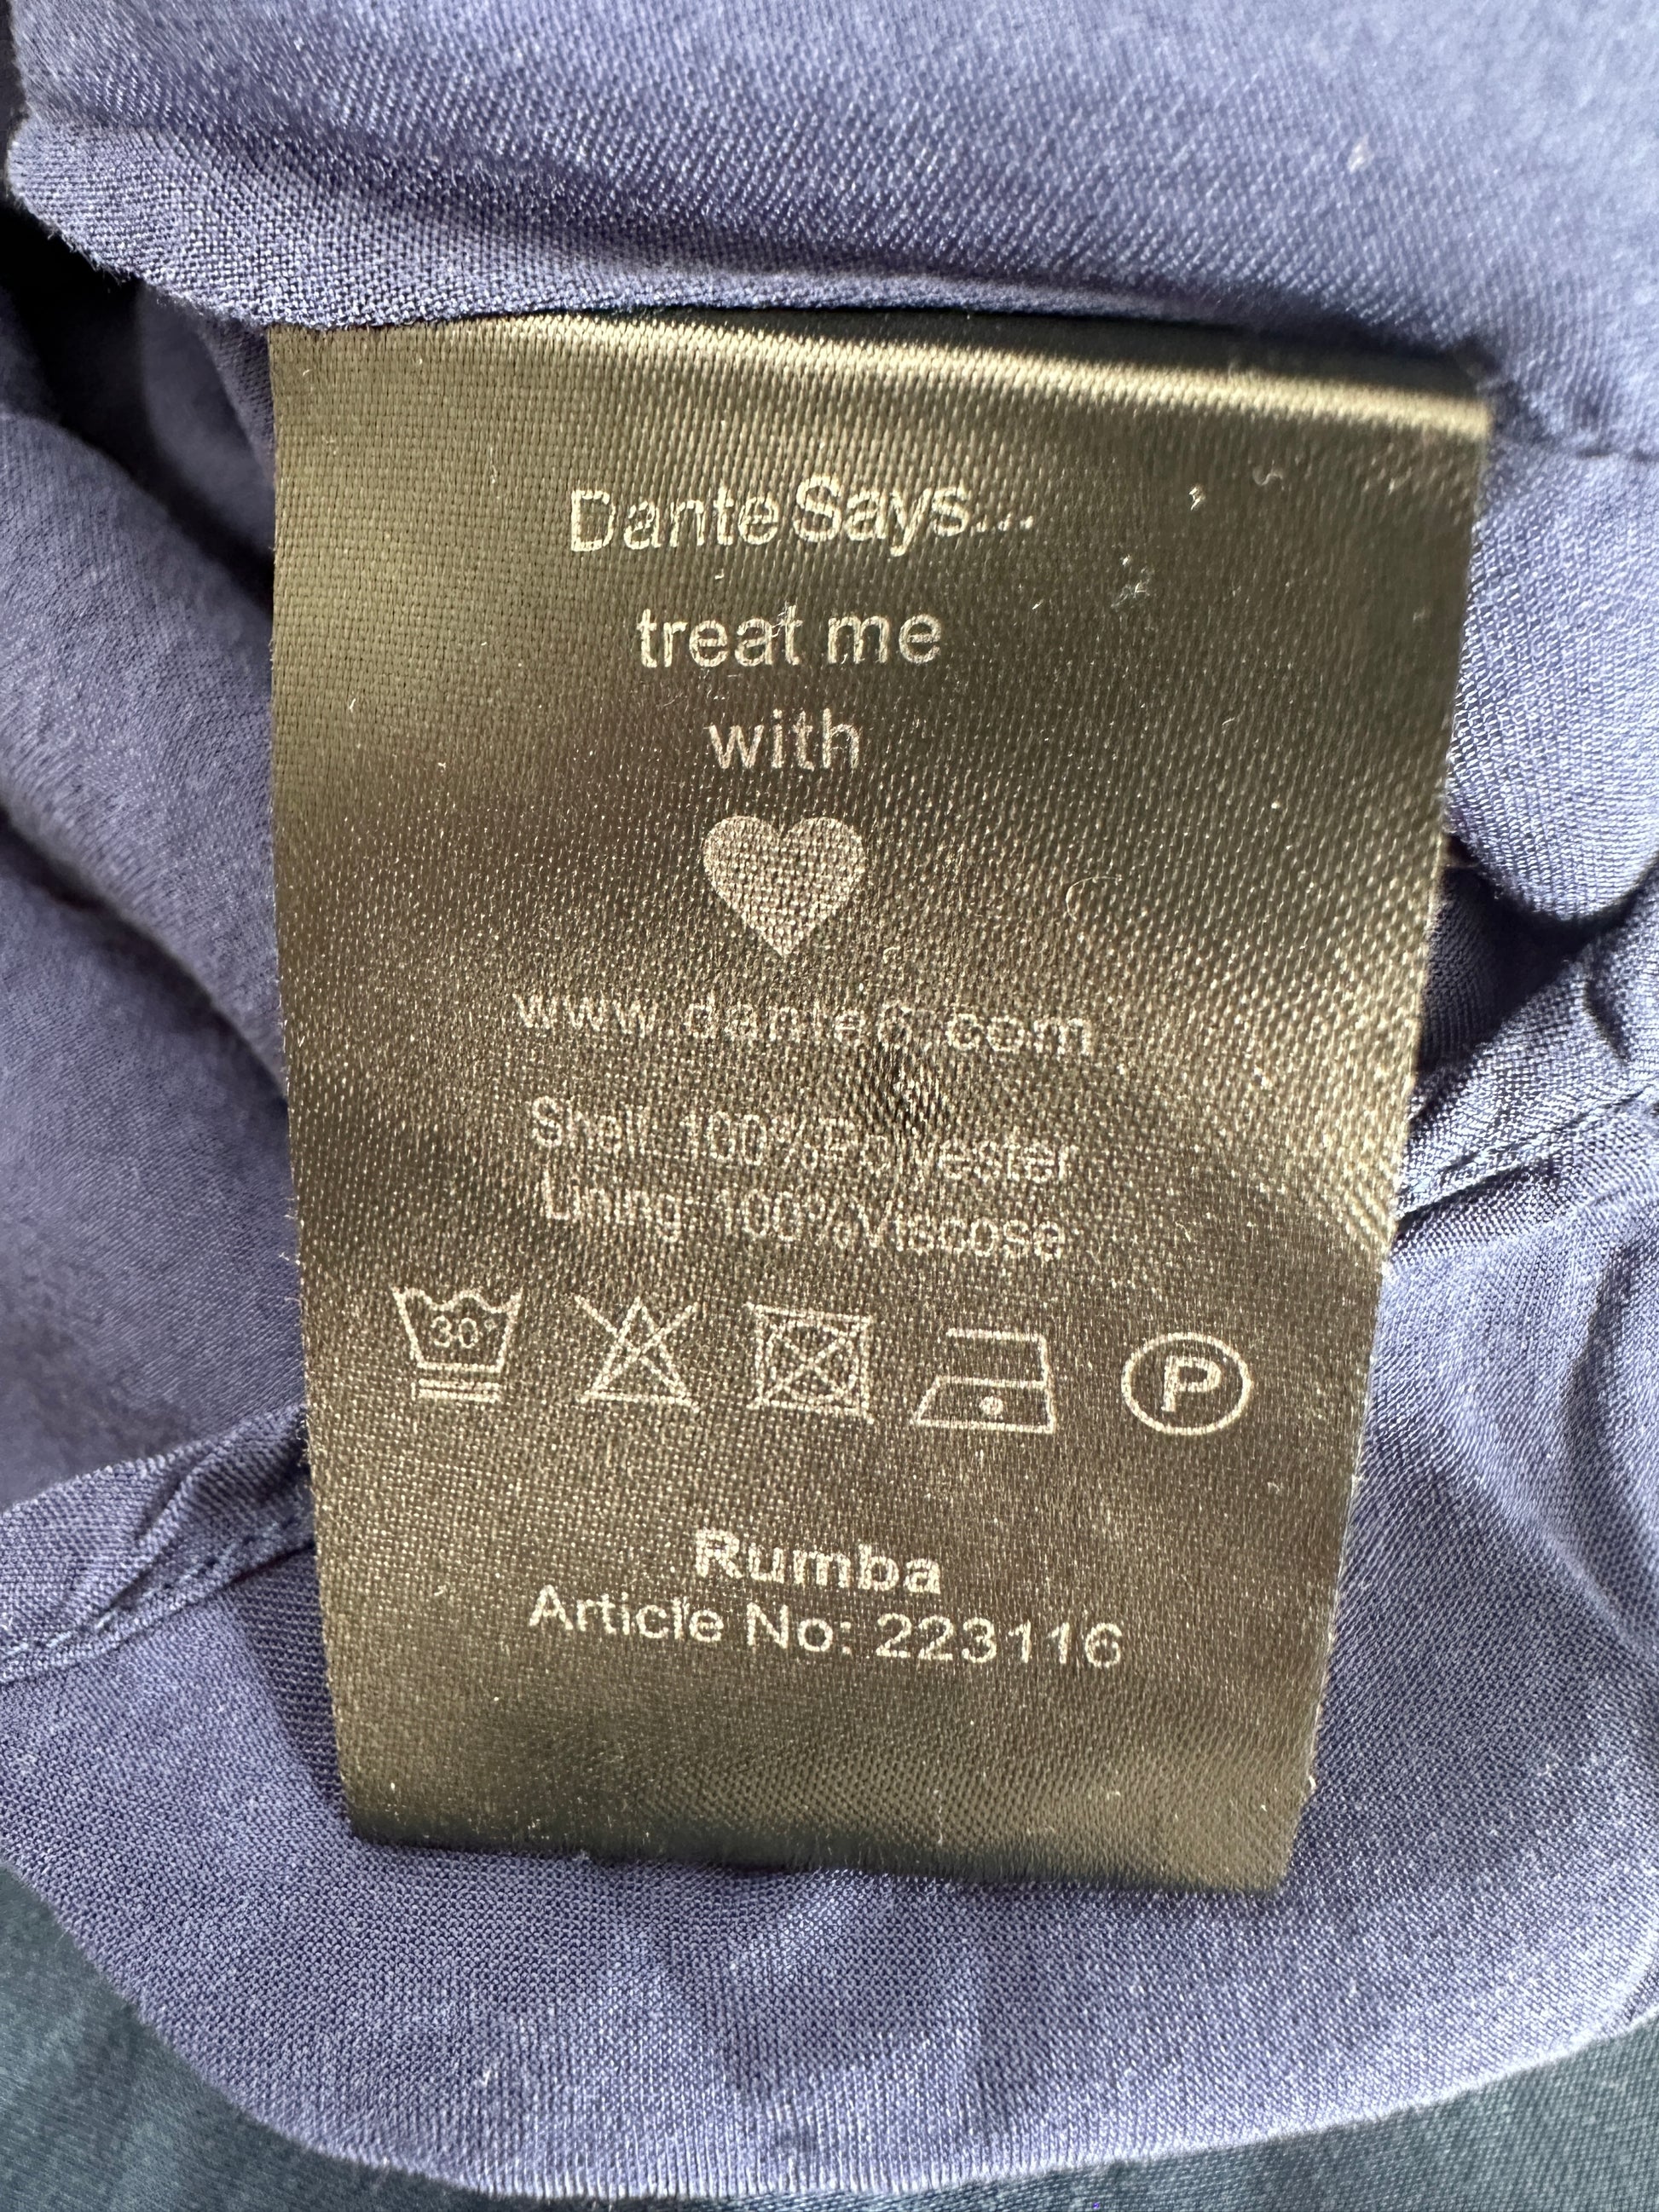 Dante Says...
treat me
with
www.dante6.com
Shell: 100%Polyester
Lining: 100%Viscose
30°
P
Rumba
Article No: 223116